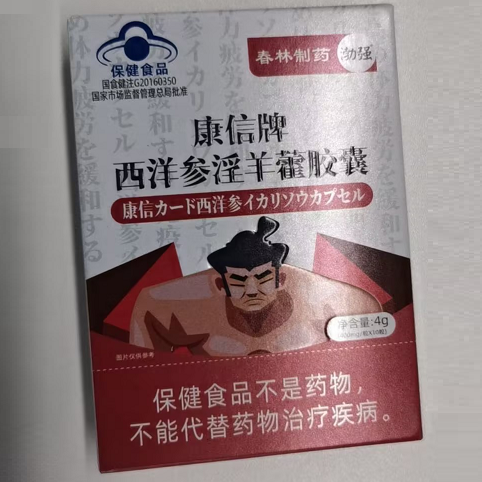 保健食品
国食健注G20160350
国家市场监督管理总局批准
春林制药 勃强
康信牌
西洋参淫羊藿胶囊
康信カード西洋参イカリソウカプセル
净含量:4g
图片仅供参考
保健食品不是药物，
不能代替药物治疗疾病。